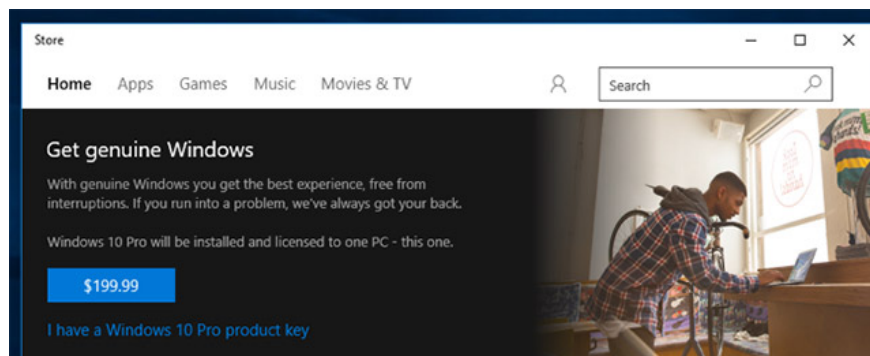 Store
Home Apps Games Music Movies & TV Search
Get genuine Windows
With genuine Windows you get the best experience, free from
interruptions. If you run into a problem, we've always got your back.
Windows 10 Pro will be installed and licensed to one PC - this one.
$199.99
I have a Windows 10 Pro product key